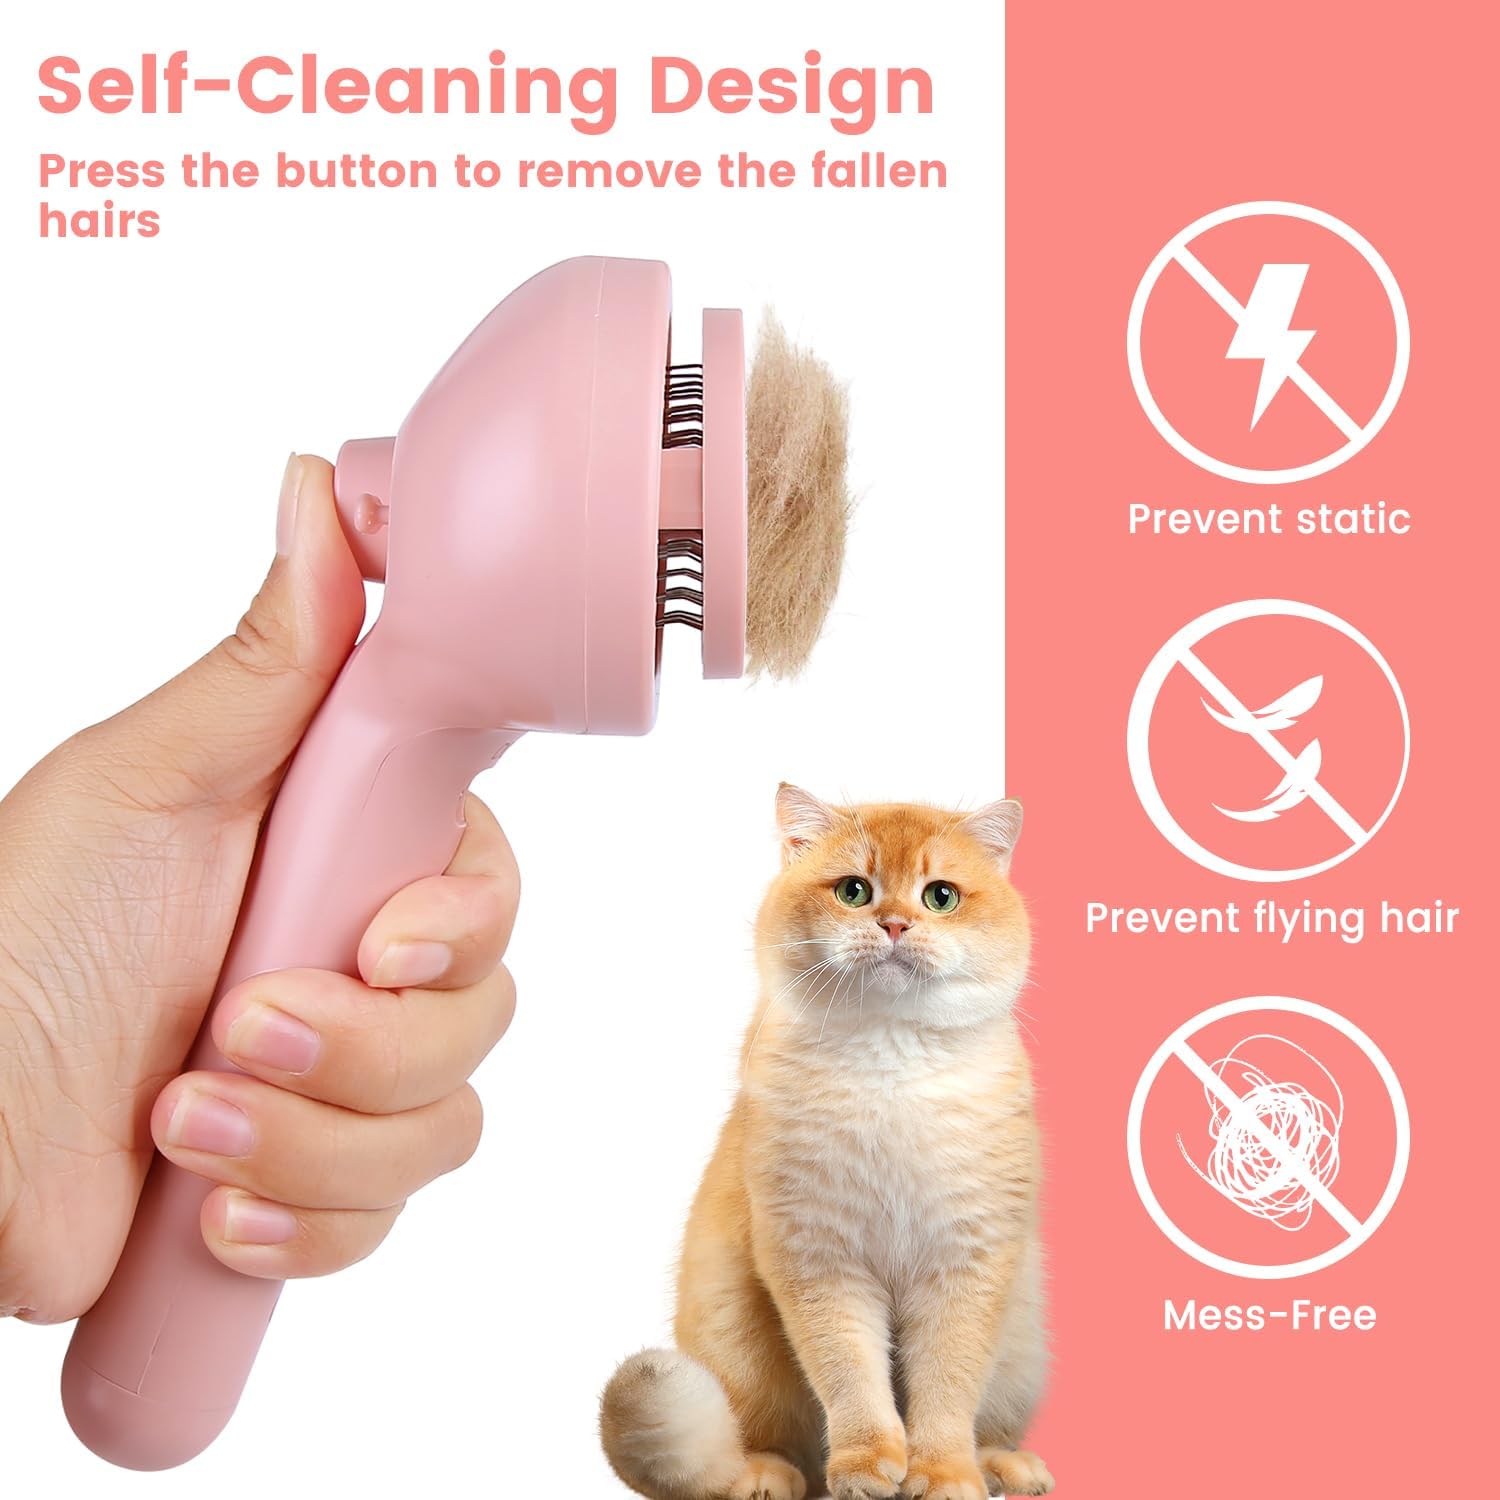 Self-Cleaning Design
Press the button to remove the fallen
hairs
Prevent static
Prevent flying hair
Mess-Free